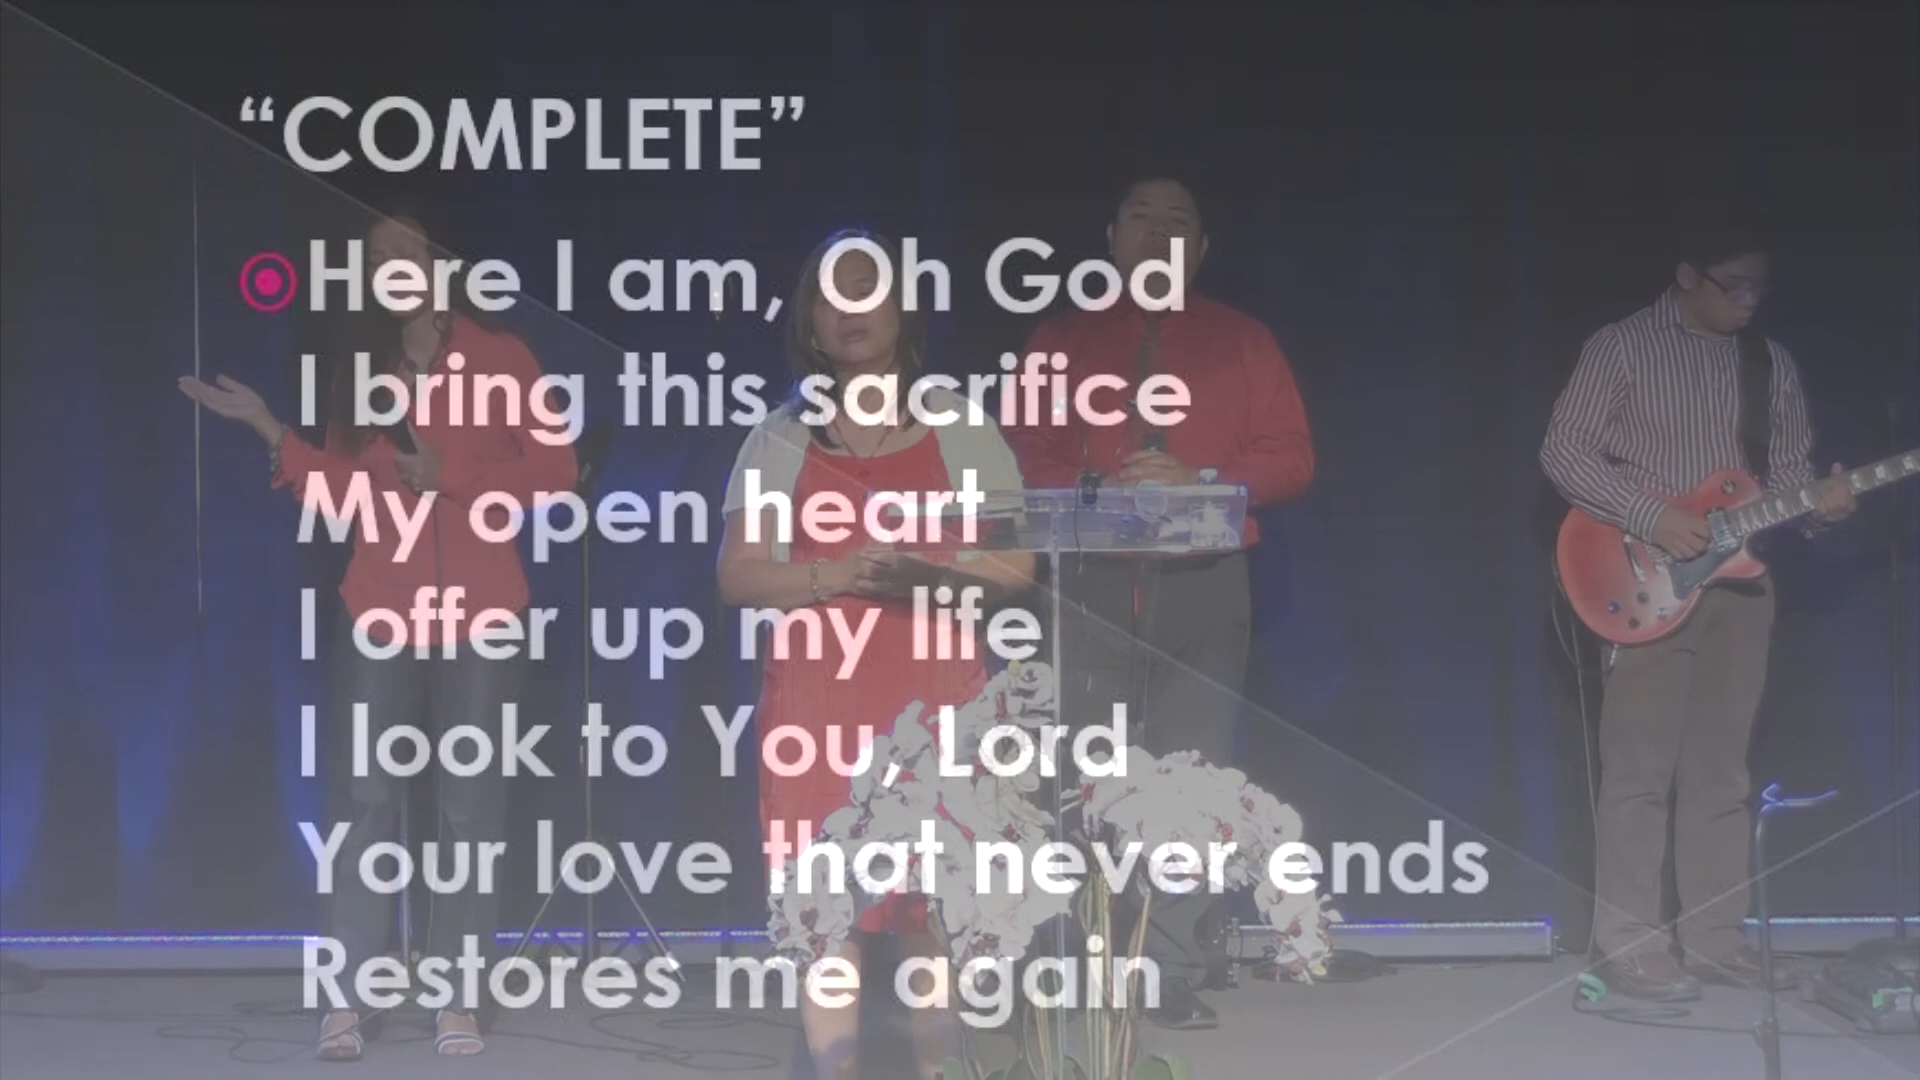 “COMPLETE”
Here I am, Oh God
I bring this sacrifice
My open heart
I offer up my life
I look to You, Lord
Your love that never ends
Restores me again